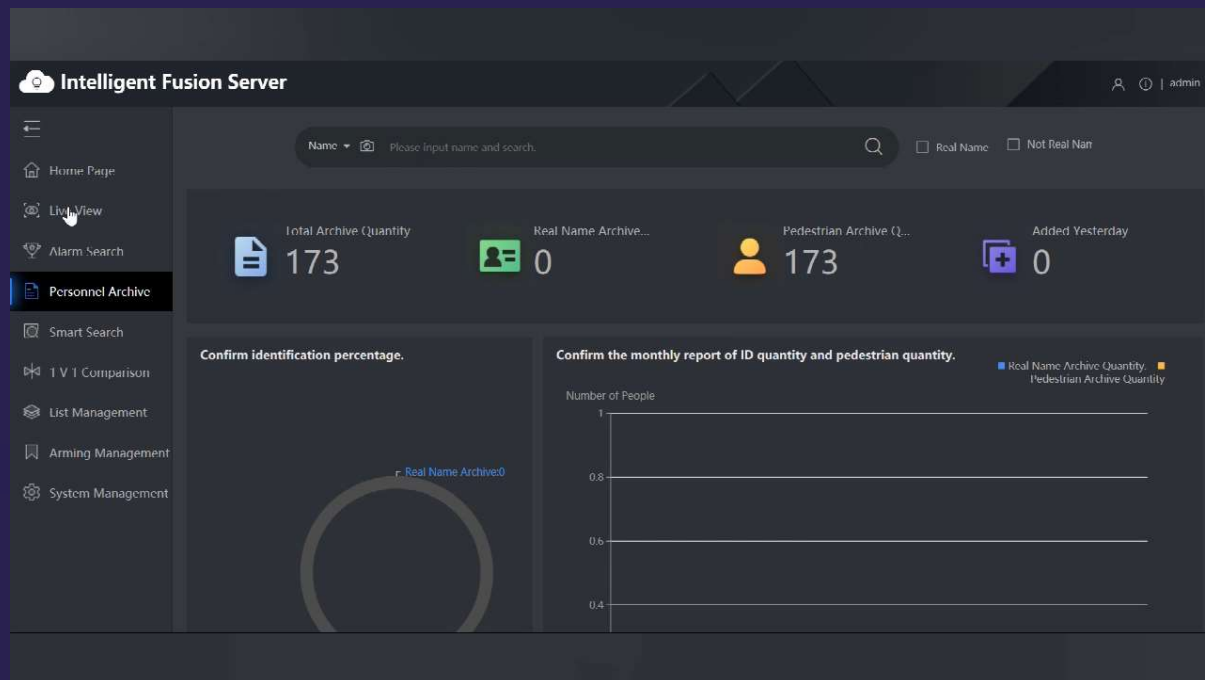 Intelligent Fusion Server
admin
Name
Please input name and search.
Real Name
Not Real Nam
Home Page
Live View
Alarm Search
Personnel Archive
Smart Search
1 V 1 Comparison
List Management
Arming Management
System Management
Total Archive Quantity
173
Real Name Archive...
0
Pedestrian Archive Q...
173
Added Yesterday
0
Confirm identification percentage.
Real Name Archive:0
Confirm the monthly report of ID quantity and pedestrian quantity.
Real Name Archive Quantity.
Pedestrian Archive Quantity
Number of People
1
0.8
0.6
0.4